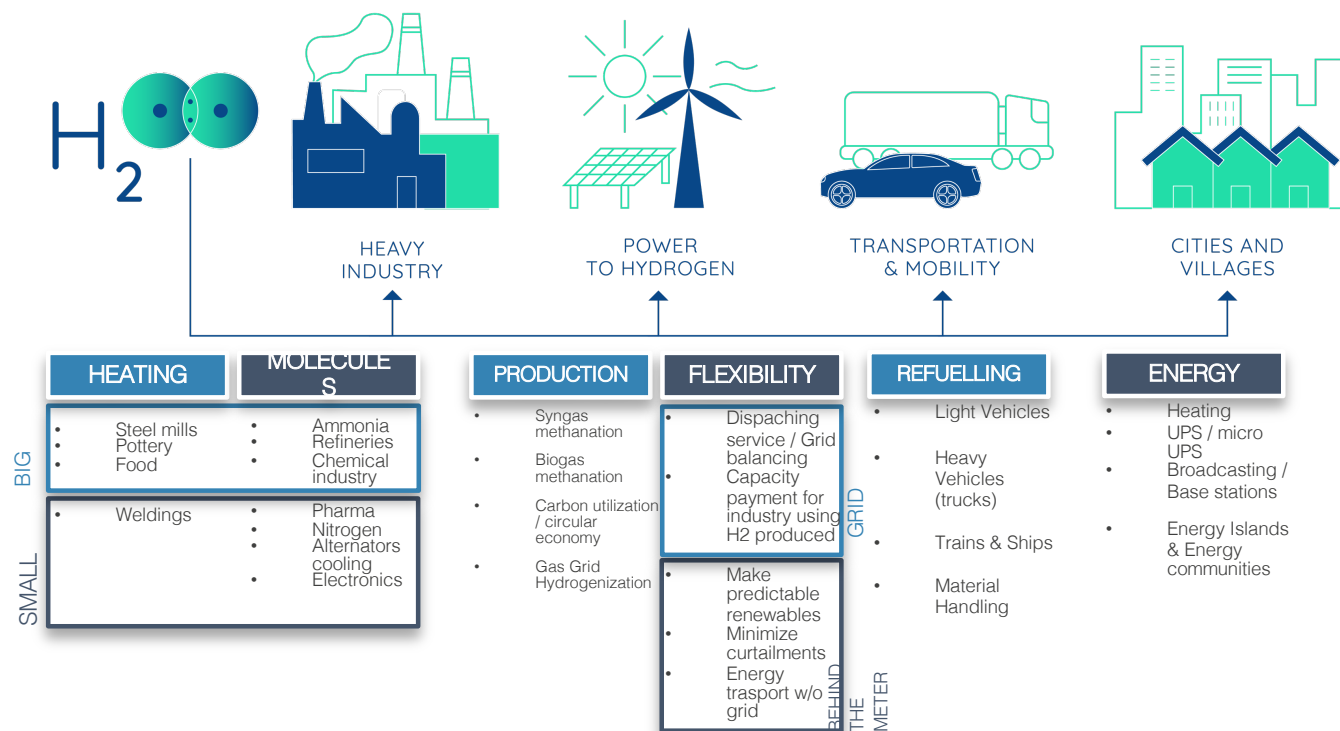 H2
HEAVY
INDUSTRY
POWER
TO HYDROGEN
TRANSPORTATION
& MOBILITY
CITIES AND
VILLAGES
HEATING
MOLECULE
S
PRODUCTION
FLEXIBILITY
REFUELLING
ENERGY
BIG
• Steel mills
• Pottery
• Food
• Ammonia
• Refineries
• Chemical
industry
SMALL
• Weldings
• Pharma
• Nitrogen
• Alternators
cooling
• Electronics
• Syngas
methanation
• Biogas
methanation
• Carbon utilization
/ circular
economy
• Gas Grid
Hydrogenization
• Dispaching
service / Grid
balancing
• Capacity
payment for
industry using
H2 produced
GRID
• Make
predictable
renewables
• Minimize
curtailments
• Energy
trasport w/o
grid
BEHIND
THE
METER
• Light Vehicles
• Heavy
Vehicles
(trucks)
• Trains & Ships
• Material
Handling
• Heating
• UPS / micro
UPS
• Broadcasting /
Base stations
• Energy Islands
& Energy
communities